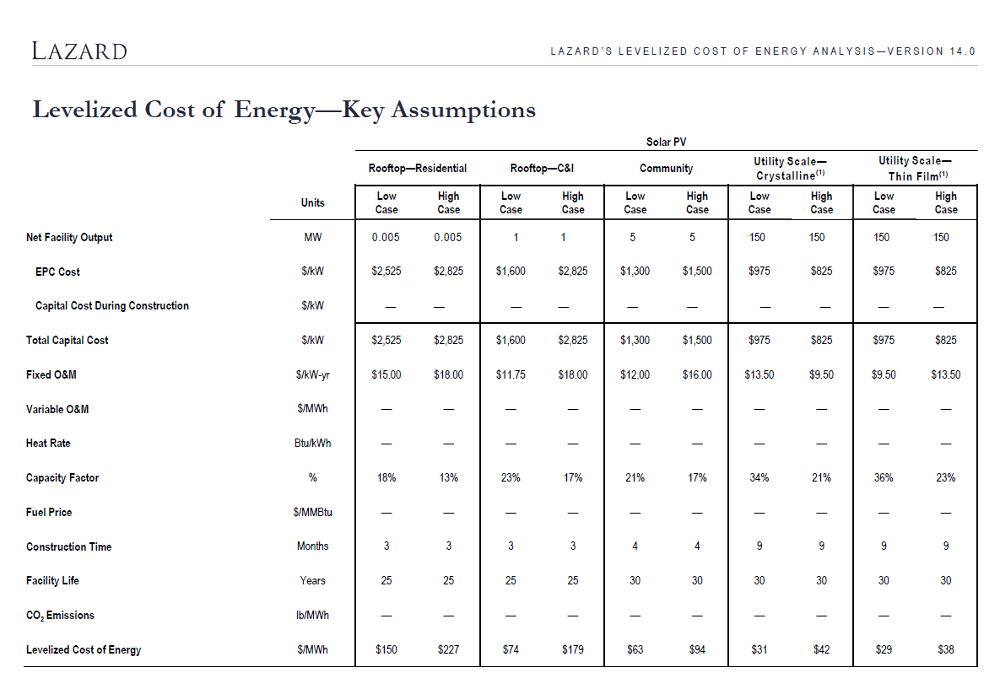 LAZARD
LAZARD'S LEVELIZED COST OF ENERGY ANALYSIS—VERSION 14.0
Levelized Cost of Energy—Key Assumptions
Solar PV
Rooftop—Residential Rooftop—C&I Community Utility Scale—Crystalline(1) Utility Scale—Thin Film(1)
Units Low Case High Case Low Case High Case Low Case High Case Low Case High Case Low Case High Case
Net Facility Output MW 0.005 0.005 1 1 5 5 150 150 150 150
EPC Cost $/kW $2,525 $2,825 $1,600 $2,825 $1,300 $1,500 $975 $825 $975 $825
Capital Cost During Construction $/kW — — — — — — — — — —
Total Capital Cost $/kW $2,525 $2,825 $1,600 $2,825 $1,300 $1,500 $975 $825 $975 $825
Fixed O&M $/kW-yr $15.00 $18.00 $11.75 $18.00 $12.00 $16.00 $13.50 $9.50 $9.50 $13.50
Variable O&M $/MWh — — — — — — — — — —
Heat Rate Btu/kWh — — — — — — — — — —
Capacity Factor % 18% 13% 23% 17% 21% 17% 34% 21% 36% 23%
Fuel Price $/MMBtu — — — — — — — — — —
Construction Time Months 3 3 3 3 4 4 9 9 9 9
Facility Life Years 25 25 25 25 30 30 30 30 30 30
CO2 Emissions lb/MWh — — — — — — — — — —
Levelized Cost of Energy $/MWh $150 $227 $74 $179 $63 $94 $31 $42 $29 $38